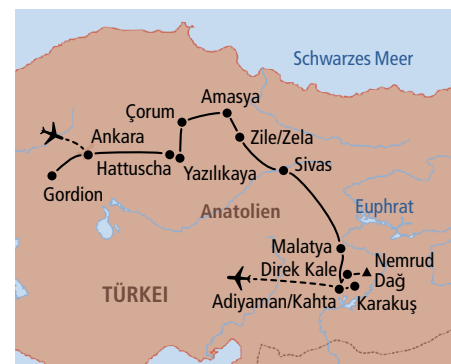 Schwarzes Meer
Amasya
Çorum
Ankara
Zile/Zela
Hattuscha
Yazılıkaya
Sivas
Gordion
Anatolien
Euphrat
Malatya
Direk Kale
Nemrud
Dağ
TÜRKEI
Adiyaman/Kahta
Karakuş